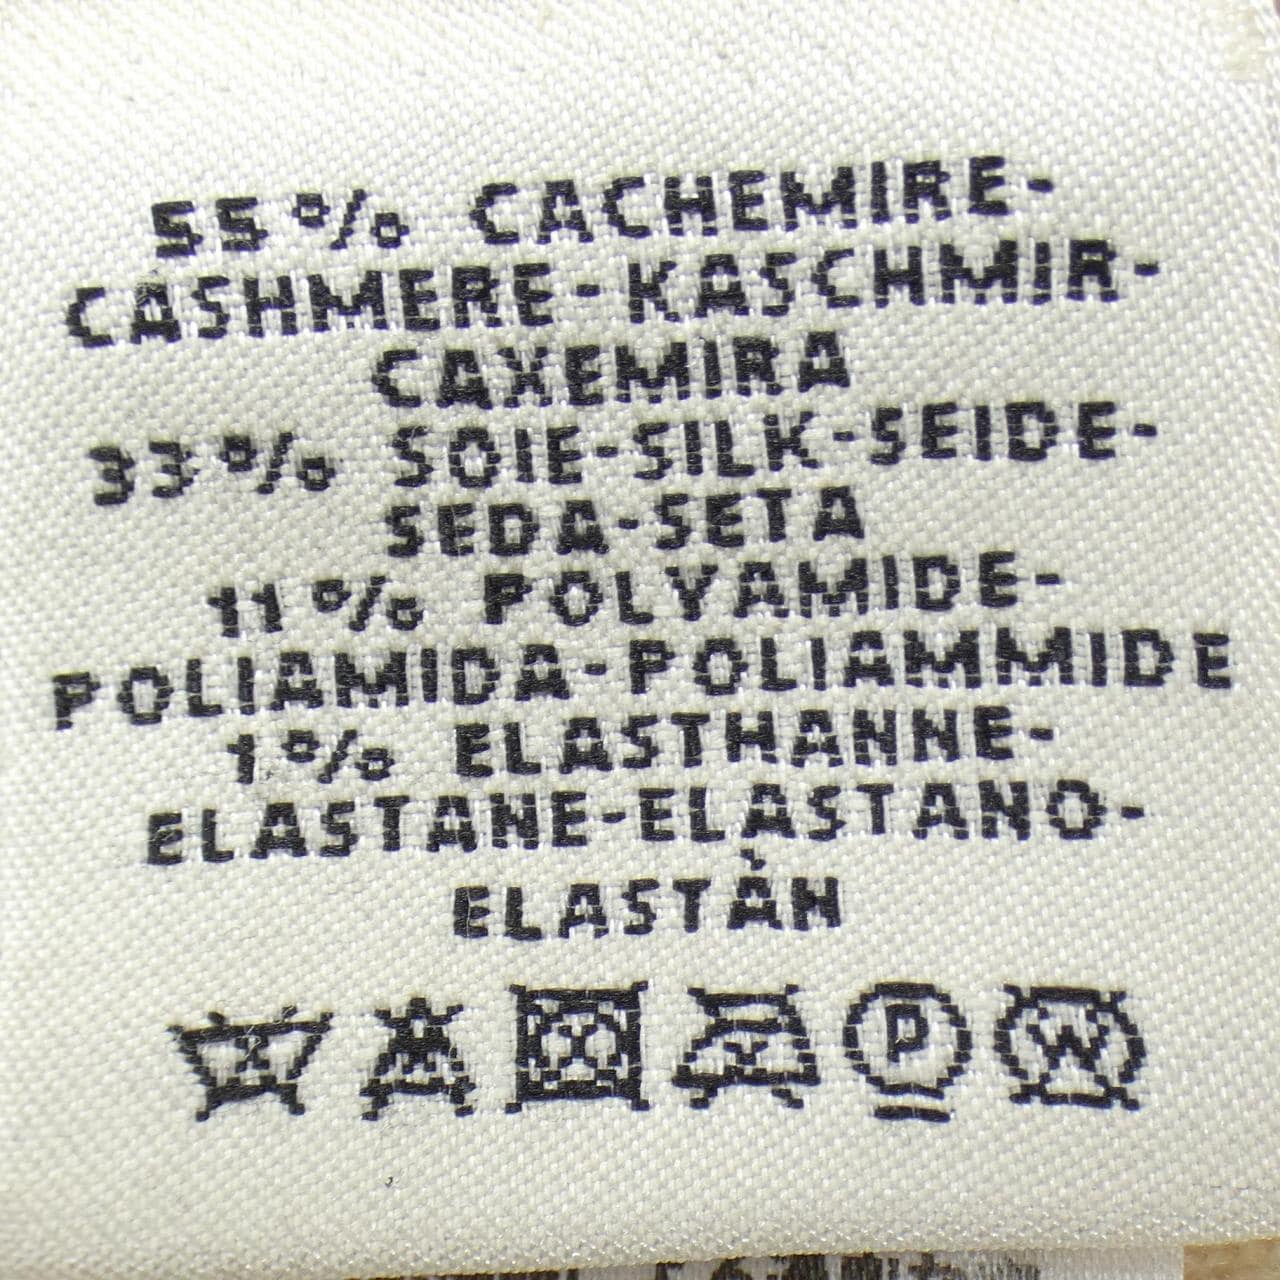 55% CACHEMIRE-
CASHMERE-KASCHMIR-
CAXEMIRA
33% SOIE-SILK-SEIDE-
SEDA-SETA
11% POLYAMIDE-
POLIAMIDA-POLIAMMIDE
1% ELASTHANNE-
ELASTANE-ELASTANO-
ELASTÀN
P W